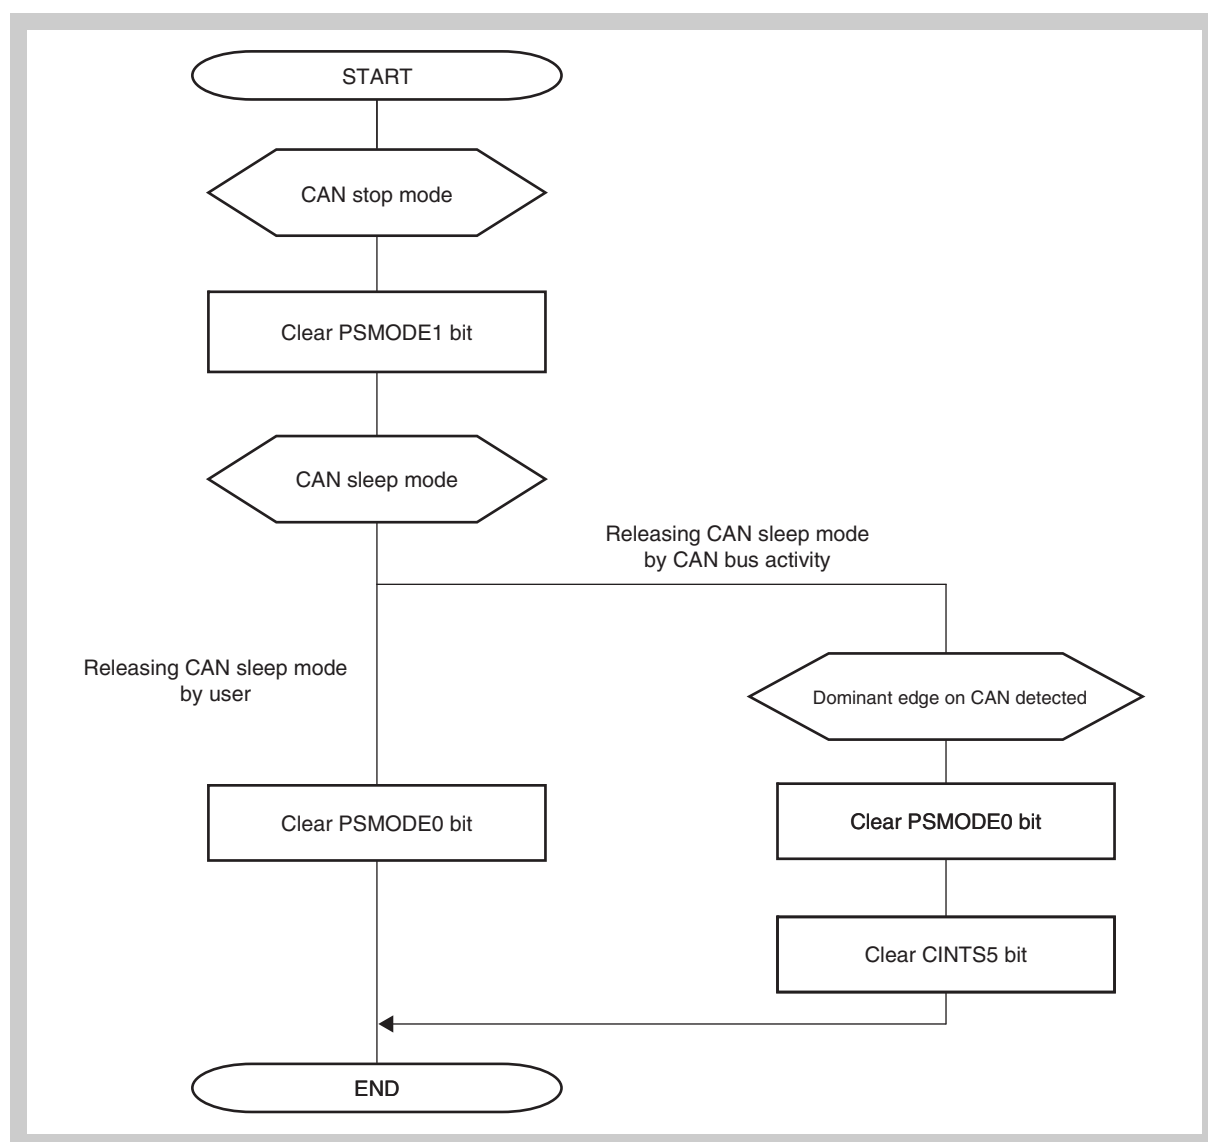 START
CAN stop mode
Clear PSMODE1 bit
CAN sleep mode
Releasing CAN sleep mode
by CAN bus activity
Releasing CAN sleep mode
by user
Dominant edge on CAN detected
Clear PSMODE0 bit
Clear PSMODE0 bit
Clear CINTS5 bit
END